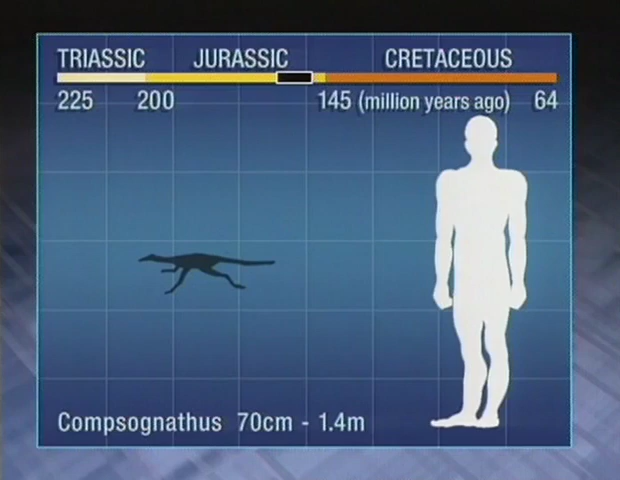 TRIASSIC JURASSIC CRETACEOUS
225 200 145 (million years ago) 64
Compsognathus 70cm - 1.4m